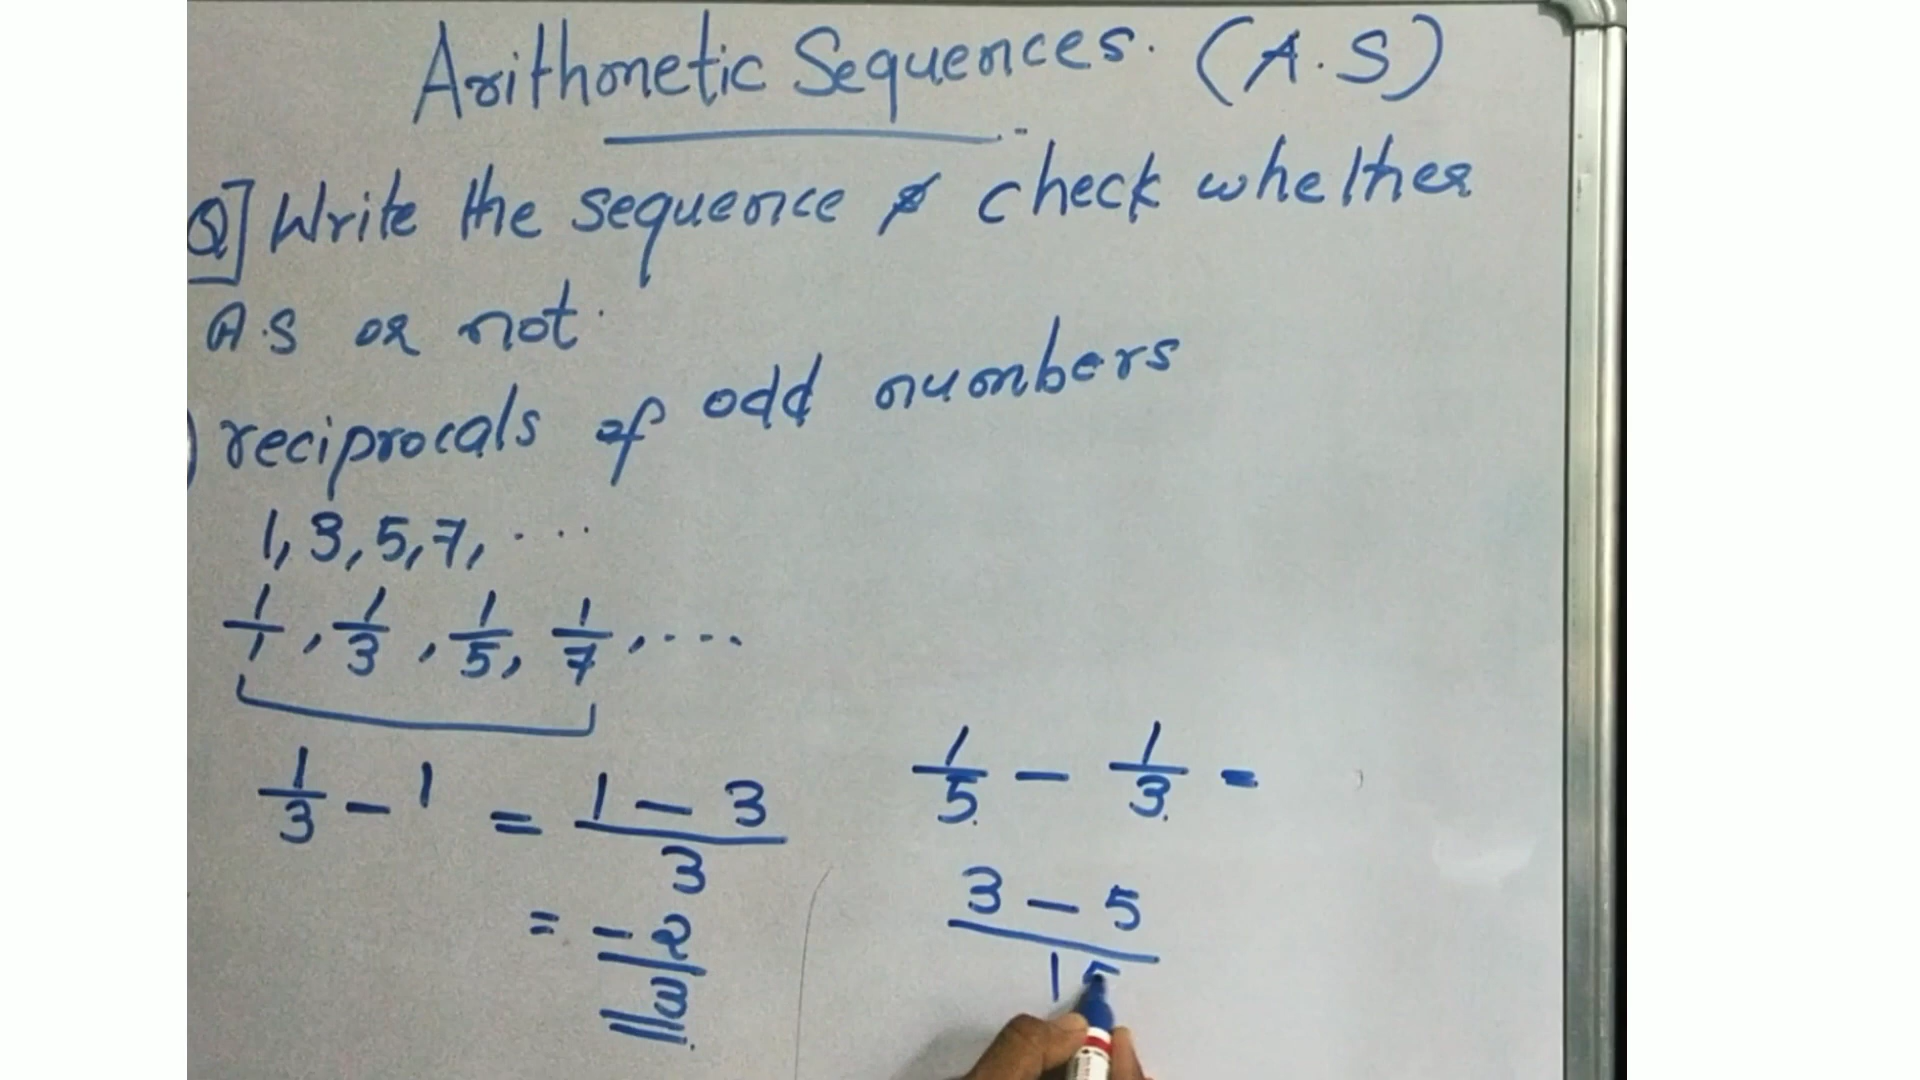 Arithmetic Sequences. (A.S)
Q] Write the sequence & check whether
A.S or not.
) reciprocals of odd numbers
1, 3, 5, 7, ....
1/1, 1/3, 1/5, 1/7, ....
1/3 - 1 = (1 - 3)/3
= -2/3
1/5 - 1/3 =
(3 - 5)/15